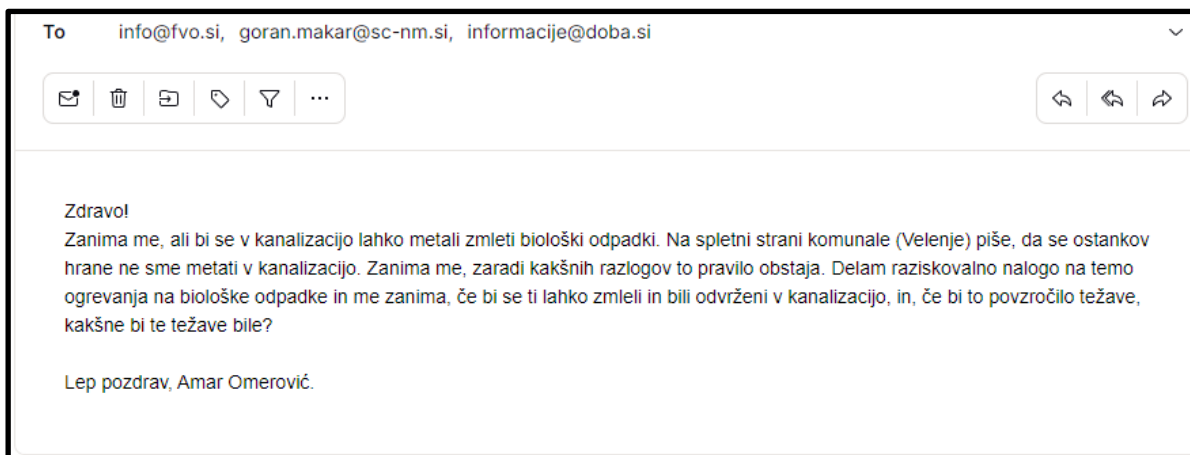 To info@fvo.si, goran.makar@sc-nm.si, informacije@doba.si
Zdravo!
Zanima me, ali bi se v kanalizacijo lahko metali zmleti biološki odpadki. Na spletni strani komunale (Velenje) piše, da se ostankov
hrane ne sme metati v kanalizacijo. Zanima me, zaradi kakšnih razlogov to pravilo obstaja. Delam raziskovalno nalogo na temo
ogrevanja na biološke odpadke in me zanima, če bi se ti lahko zmleli in bili odvrženi v kanalizacijo, in, če bi to povzročilo težave,
kakšne bi te težave bile?
Lep pozdrav, Amar Omerović.